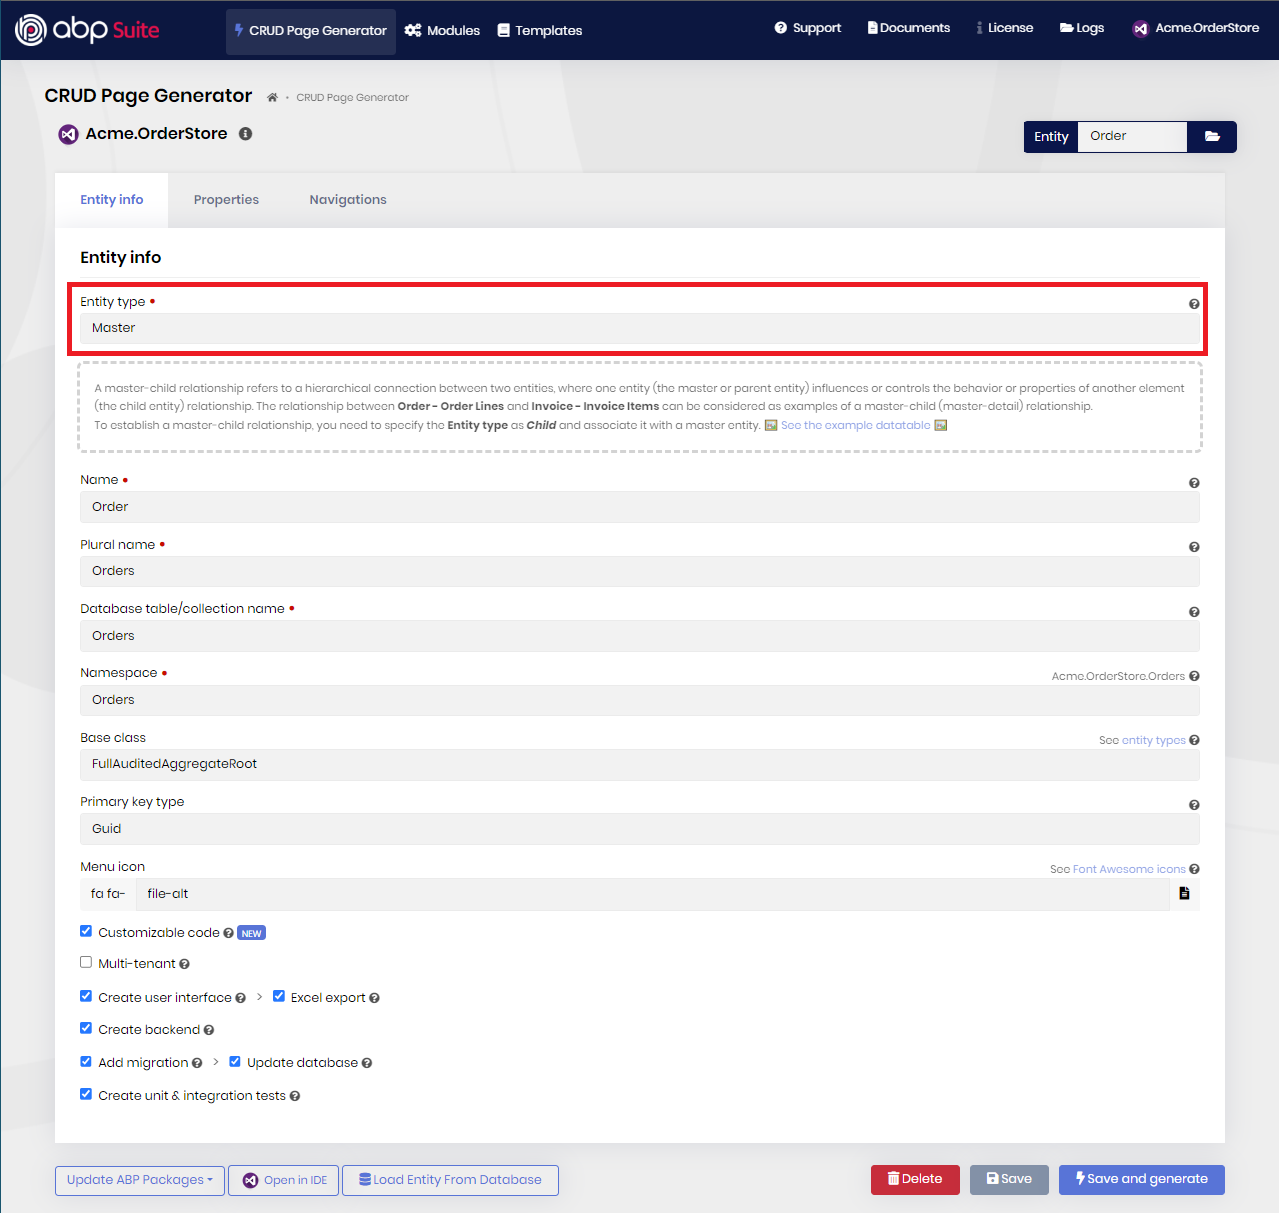 abp Suite
CRUD Page Generator
Modules
Templates
Support
Documents
License
Logs
Acme.OrderStore
CRUD Page Generator
CRUD Page Generator
Acme.OrderStore
Entity
Order
Entity info
Properties
Navigations
Entity info
Entity type
Master
A master-child relationship refers to a hierarchical connection between two entities, where one entity (the master or parent entity) influences or controls the behavior or properties of another element
(the child entity) relationship. The relationship between Order - Order Lines and Invoice - Invoice Items can be considered as examples of a master-child (master-detail) relationship.
To establish a master-child relationship, you need to specify the Entity type as Child and associate it with a master entity. See the example datatable
Name
Order
Plural name
Orders
Database table/collection name
Orders
Namespace
Acme.OrderStore.Orders
Orders
Base class
See entity types
FullAuditedAggregateRoot
Primary key type
Guid
Menu icon
See Font Awesome icons
fa fa-
file-alt
Customizable code NEW
Multi-tenant
Create user interface > Excel export
Create backend
Add migration > Update database
Create unit & integration tests
Update ABP Packages
Open in IDE
Load Entity From Database
Delete
Save
Save and generate